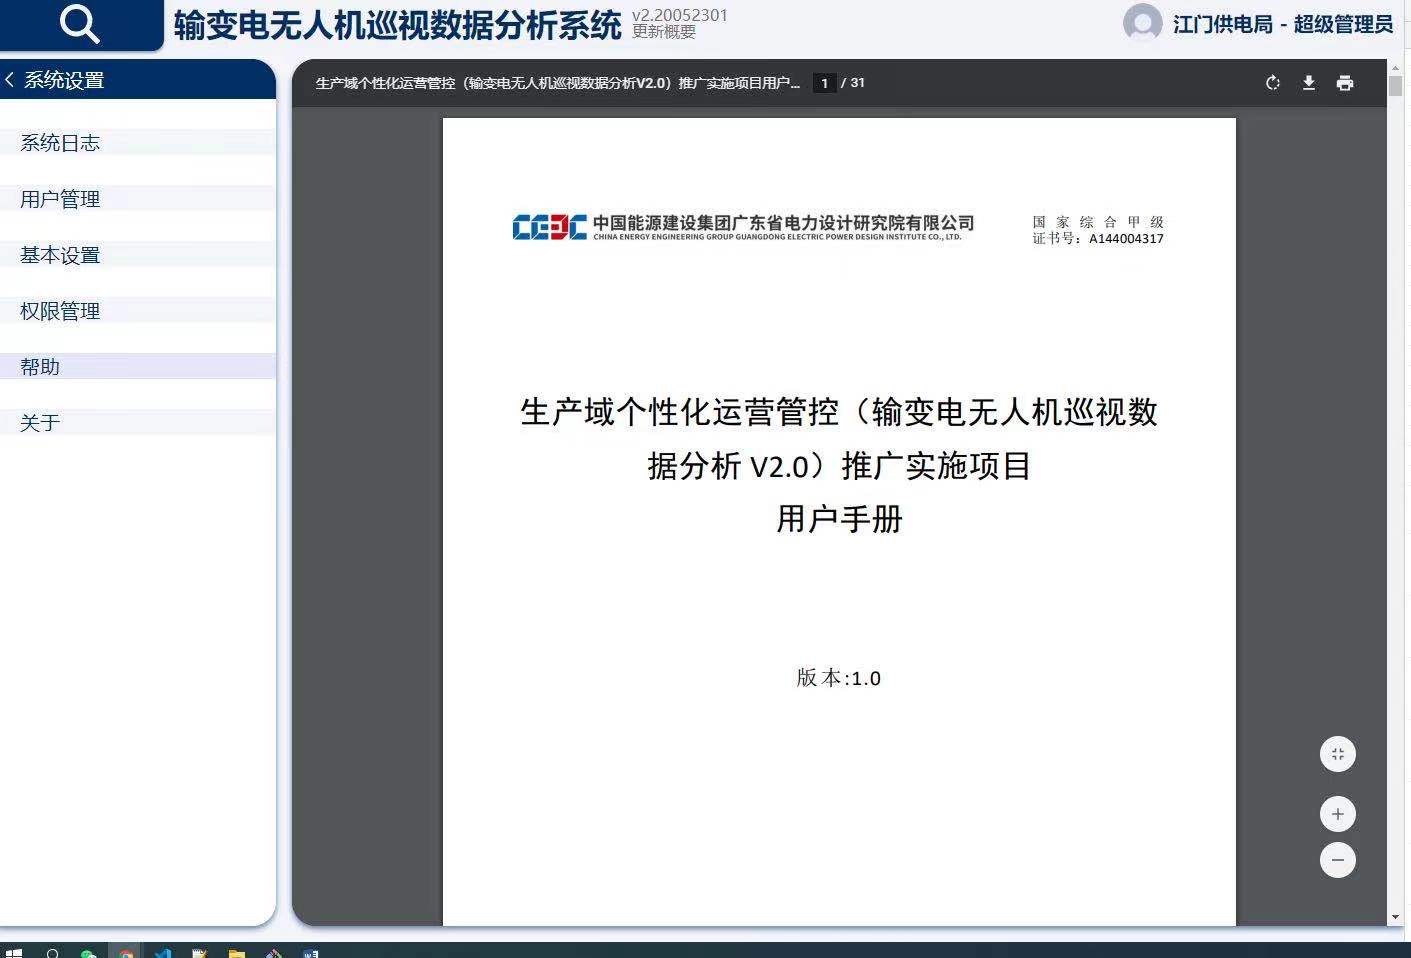 输变电无人机巡视数据分析系统
v2.20052301
更新概要
江门供电局 - 超级管理员
系统设置
系统日志
用户管理
基本设置
权限管理
帮助
关于
生产域个性化运营管控（输变电无人机巡视数据分析V2.0）推广实施项目用户...
1 / 31
CEEC 中国能源建设集团广东省电力设计研究院有限公司
CHINA ENERGY ENGINEERING GROUP GUANGDONG ELECTRIC POWER DESIGN INSTITUTE CO., LTD.
国家综合甲级
证书号：A144004317
生产域个性化运营管控（输变电无人机巡视数
据分析 V2.0）推广实施项目
用户手册
版本:1.0